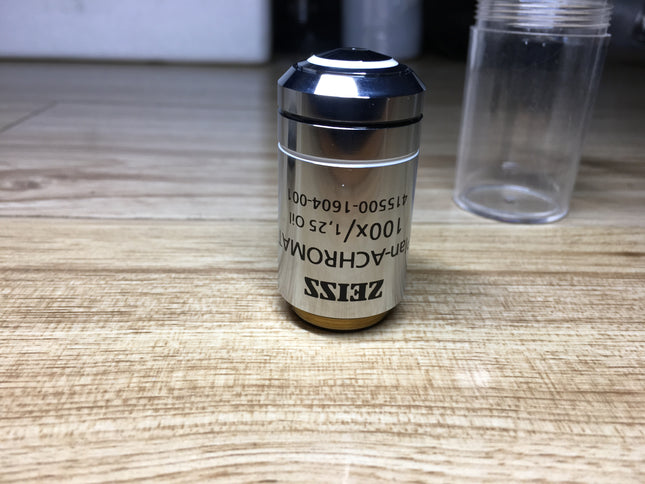 ZEISS
Plan-ACHROMAT
100x/1,25 Oil
415500-1604-001